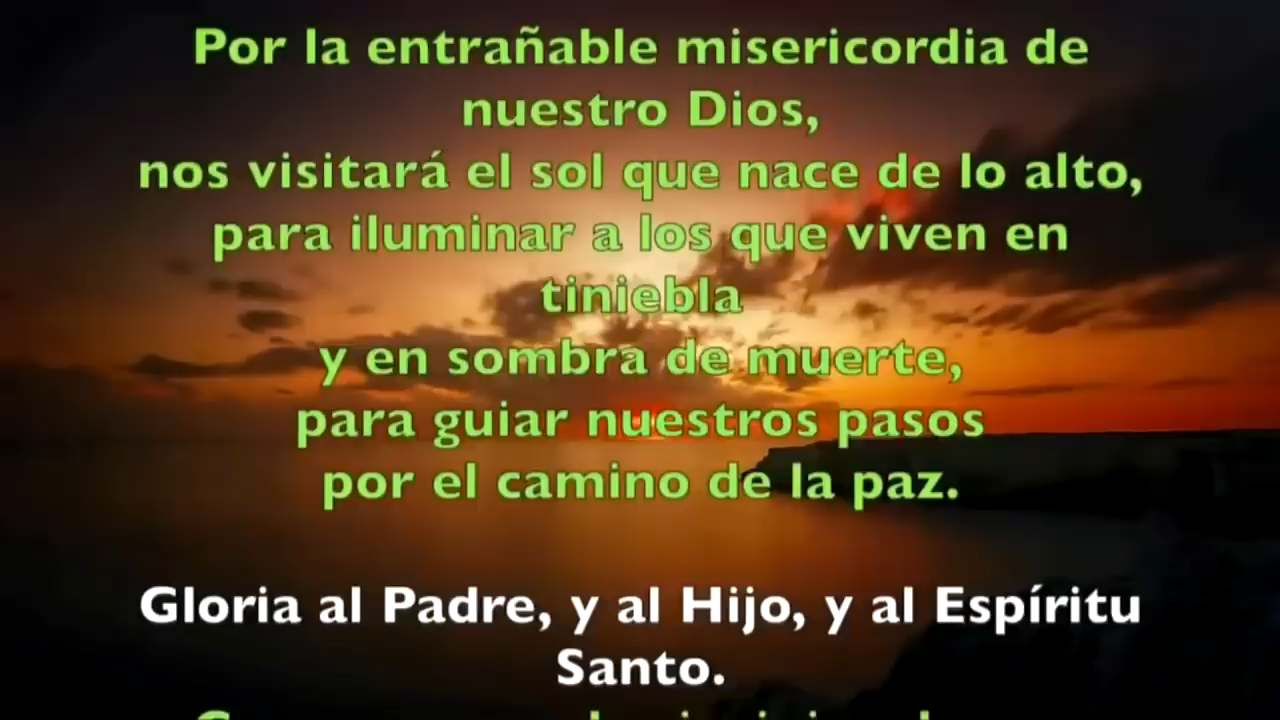 Por la entrañable misericordia de
nuestro Dios,
nos visitará el sol que nace de lo alto,
para iluminar a los que viven en
tiniebla
y en sombra de muerte,
para guiar nuestros pasos
por el camino de la paz.
Gloria al Padre, y al Hijo, y al Espíritu
Santo.